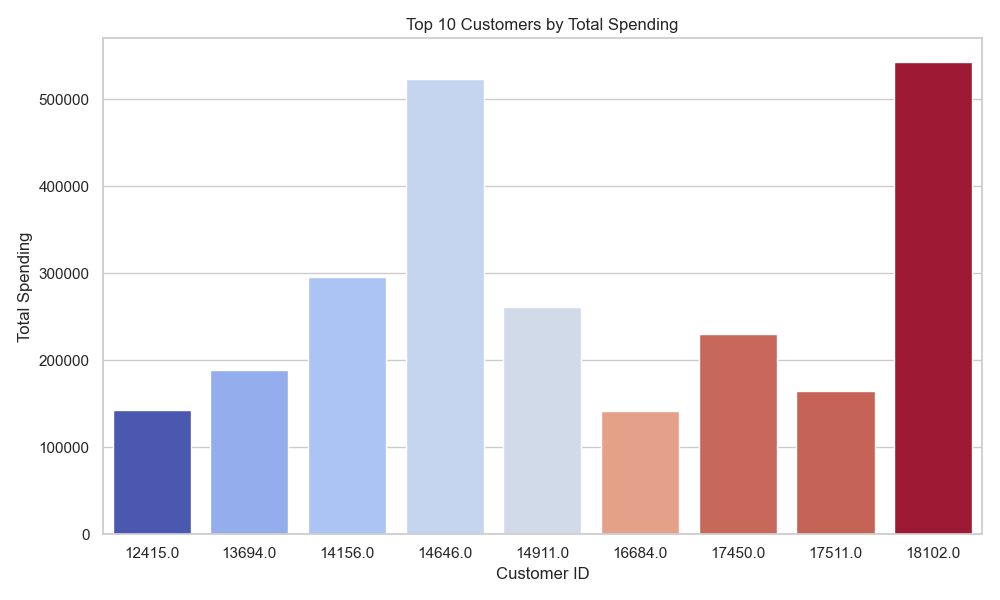 Top 10 Customers by Total Spending
Total Spending
500000
400000
300000
200000
100000
0
12415.0 13694.0 14156.0 14646.0 14911.0 16684.0 17450.0 17511.0 18102.0
Customer ID